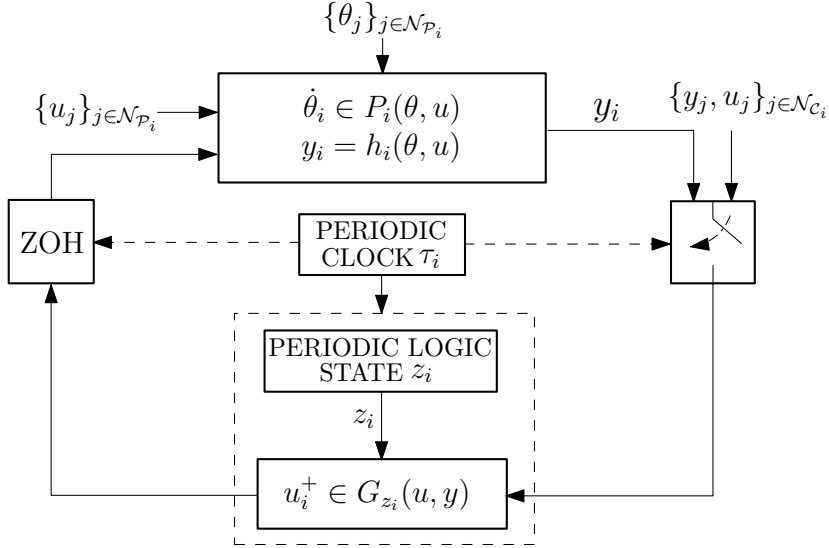 {θ_j}_{j∈𝒩_{𝒫_i}}
{u_j}_{j∈𝒩_{𝒫_i}}
θ̇_i ∈ P_i(θ, u)
y_i = h_i(θ, u)
y_i
{y_j, u_j}_{j∈𝒩_{𝒞_i}}
ZOH
PERIODIC
CLOCK τ_i
PERIODIC LOGIC
STATE z_i
z_i
u_i^+ ∈ G_{z_i}(u, y)